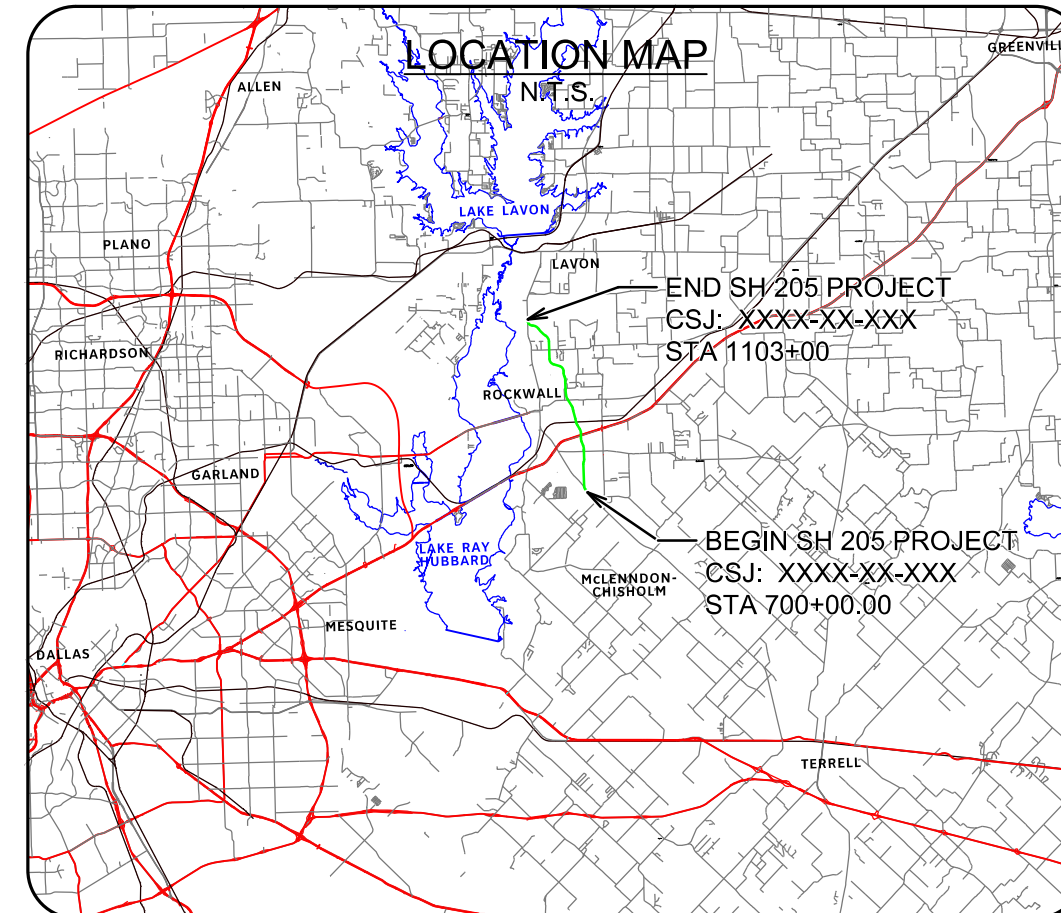 LOCATION MAP
N.T.S.
GREENVILL
ALLEN
LAKE LAVON
PLANO
LAVON
END SH 205 PROJECT
CSJ: XXXX-XX-XXX
STA 1103+00
RICHARDSON
ROCKWALL
GARLAND
BEGIN SH 205 PROJECT
CSJ: XXXX-XX-XXX
STA 700+00.00
LAKE RAY
HUBBARD
McLENNDON-
CHISHOLM
MESQUITE
DALLAS
TERRELL